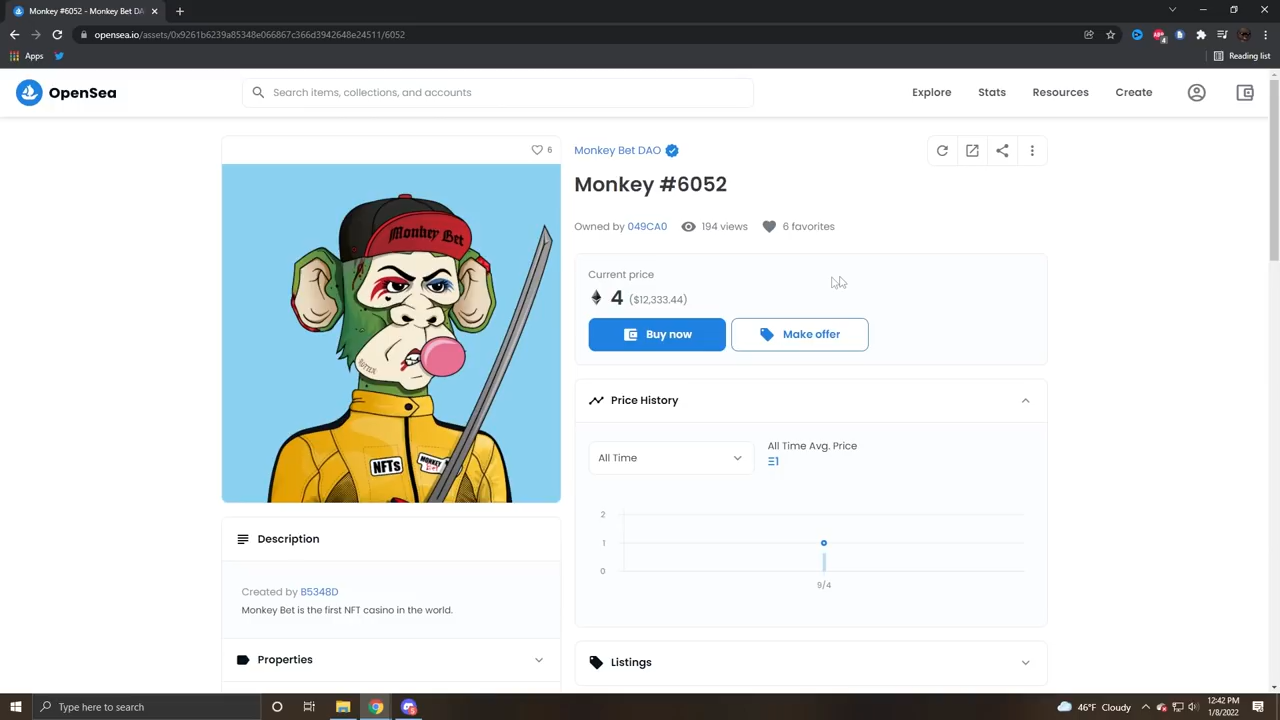 Monkey #6052 - Monkey Bet DA
opensea.io/assets/0x9261b6239a85348e066867c366d3942648e24511/6052
4
Apps
Reading list
OpenSea
Search items, collections, and accounts
Explore
Stats
Resources
Create
6
Monkey Bet DAO
Monkey #6052
Owned by 049CA0
194 views
6 favorites
Monkey Bet
NFTs
MONKEY
Current price
4 ($12,333.44)
Buy now
Make offer
Price History
All Time
All Time Avg. Price
Ξ1
2
1
0
9/4
Description
Created by B5348D
Monkey Bet is the first NFT casino in the world.
Properties
Listings
Type here to search
46°F Cloudy
12:42 PM
1/8/2022